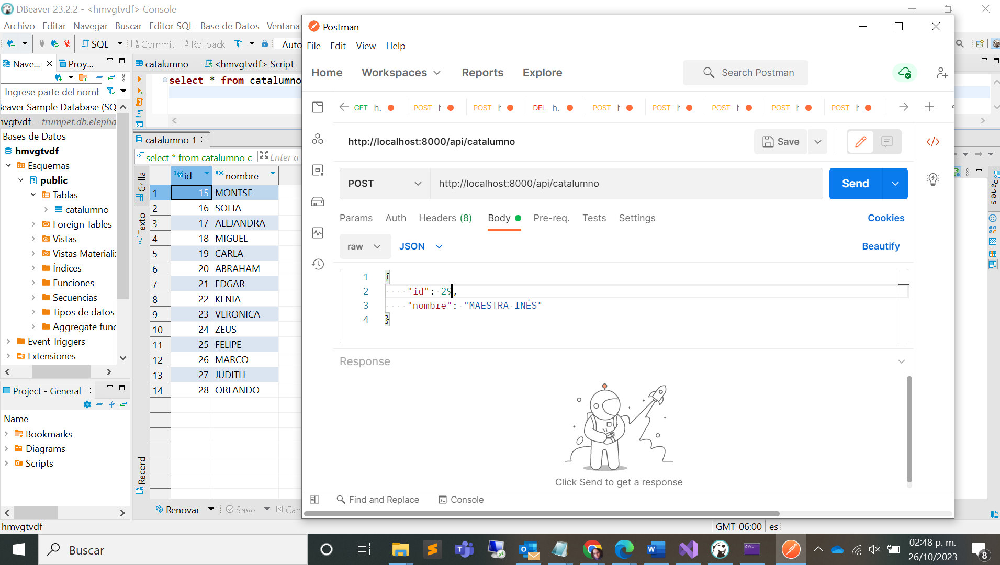 DBeaver 23.2.2 - <hmvgtvdf> Console
Archivo Editar Navegar Buscar Editor SQL Base de Datos Ventana
SQL Commit Rollback Auto
Nave... Proy...
Ingrese parte del nomb
Beaver Sample Database (SQ
nvgtvdf - trumpet.db.elepha
Bases de Datos
hmvgtvdf
Esquemas
public
Tablas
catalumno
Foreign Tables
Vistas
Vistas Materializ
Índices
Funciones
Secuencias
Tipos de datos
Aggregate func
Event Triggers
Extensiones
Project - General
Name
Bookmarks
Diagrams
Scripts
catalumno <hmvgtvdf> Script
select * from catalumno
catalumno 1
select * from catalumno c Enter a
Grilla
Texto
Record
id nombre
1 15 MONTSE
2 16 SOFIA
3 17 ALEJANDRA
4 18 MIGUEL
5 19 CARLA
6 20 ABRAHAM
7 21 EDGAR
8 22 KENIA
9 23 VERONICA
10 24 ZEUS
11 25 FELIPE
12 26 MARCO
13 27 JUDITH
14 28 ORLANDO
Renovar Save Can
hmvgtvdf
GMT-06:00 es
Panels
Postman
File Edit View Help
Home Workspaces Reports Explore Search Postman
GET h. POST h POST h DEL h. POST h POST h POST h POST h POST h
http://localhost:8000/api/catalumno Save
POST http://localhost:8000/api/catalumno Send
Params Auth Headers (8) Body Pre-req. Tests Settings Cookies
raw JSON Beautify
1 {
2 "id": 29,
3 "nombre": "MAESTRA INÉS"
4 }
Response
Click Send to get a response
Find and Replace Console
Buscar
02:48 p. m.
26/10/2023
8